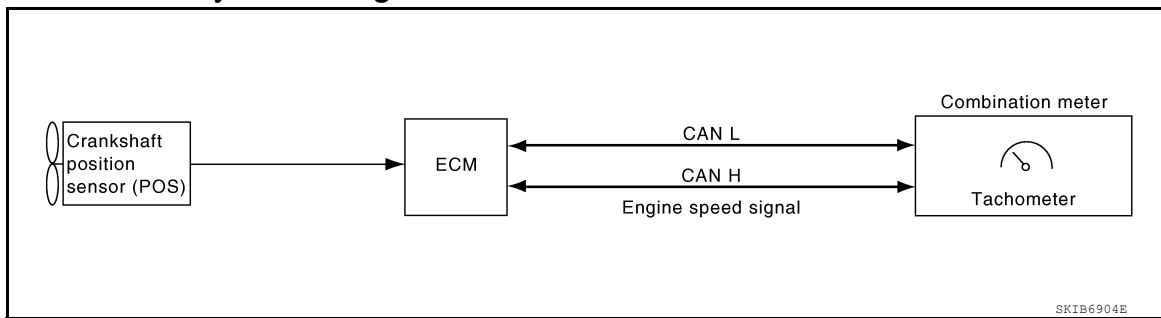 Crankshaft
position
sensor (POS)
ECM
CAN L
CAN H
Engine speed signal
Combination meter
Tachometer
SKIB6904E